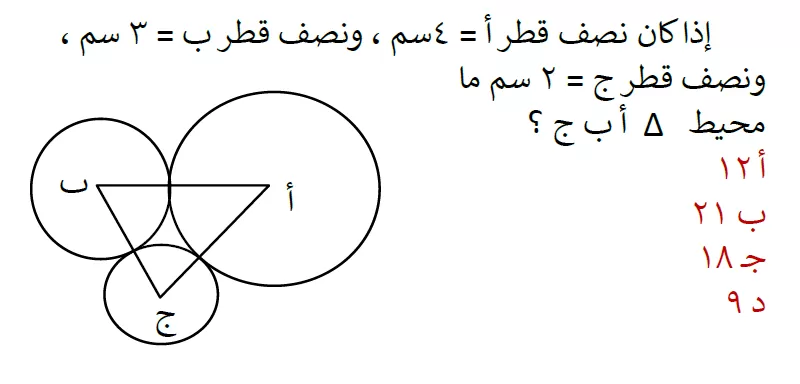 إذا كان نصف قطر أ = ٤سم ، ونصف قطر ب = ٣ سم ،
ونصف قطر ج = ٢ سم ما
محيط Δ أ ب ج ؟
أ ١٢
ب ٢١
جـ ١٨
د ٩
ب
أ
ج